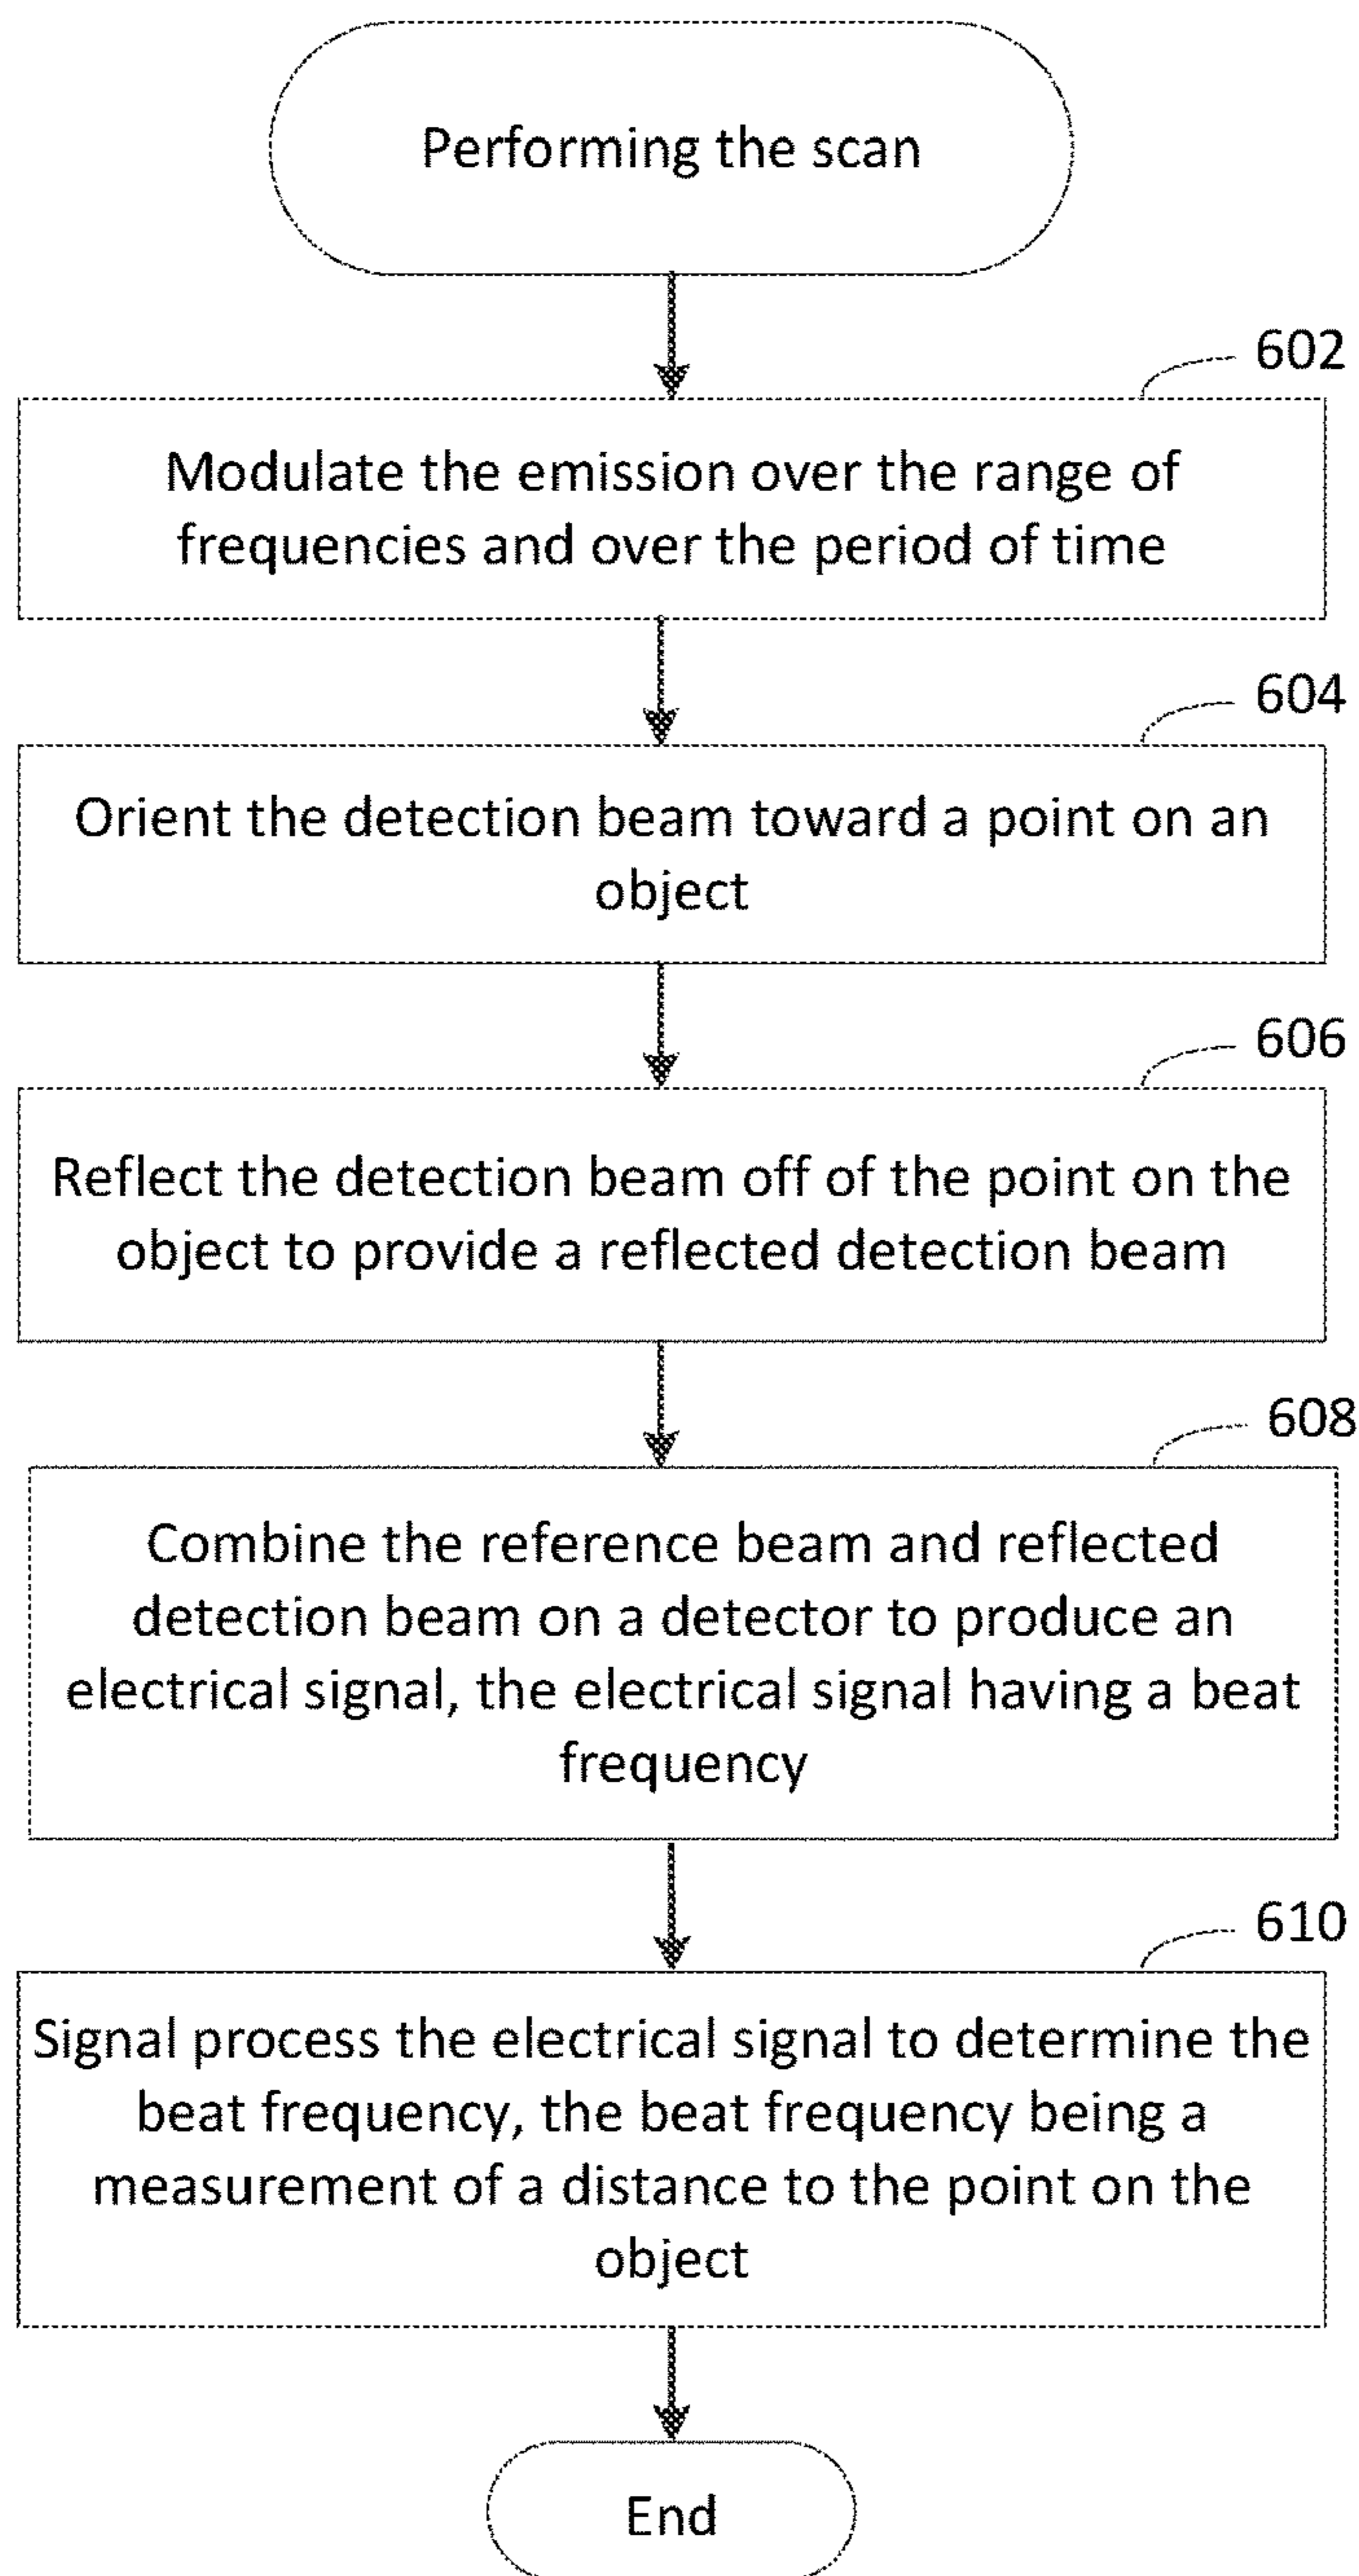 Performing the scan
602
Modulate the emission over the range of
frequencies and over the period of time
604
Orient the detection beam toward a point on an
object
606
Reflect the detection beam off of the point on the
object to provide a reflected detection beam
608
Combine the reference beam and reflected
detection beam on a detector to produce an
electrical signal, the electrical signal having a beat
frequency
610
Signal process the electrical signal to determine the
beat frequency, the beat frequency being a
measurement of a distance to the point on the
object
End